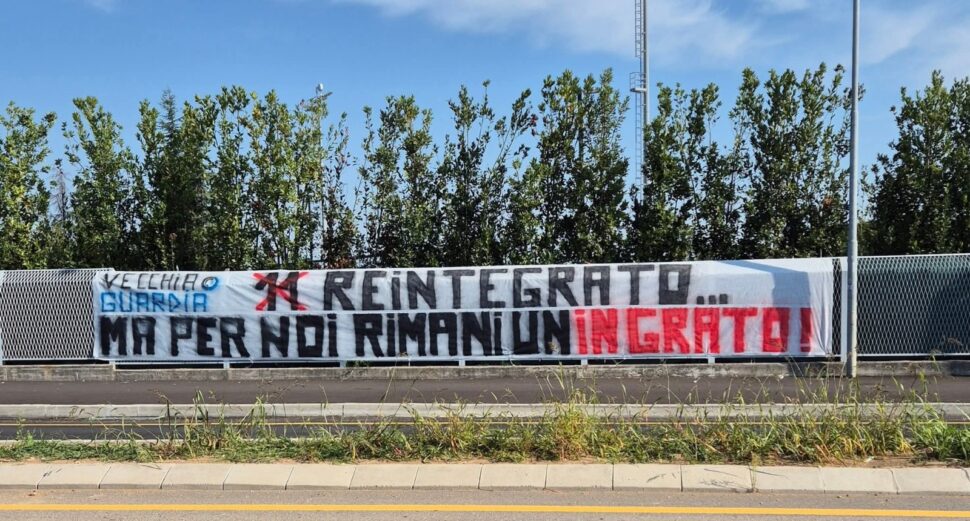 VECCHIA
GUARDIA
11 REINTEGRATO...
MA PER NOI RIMANI UN INGRATO!